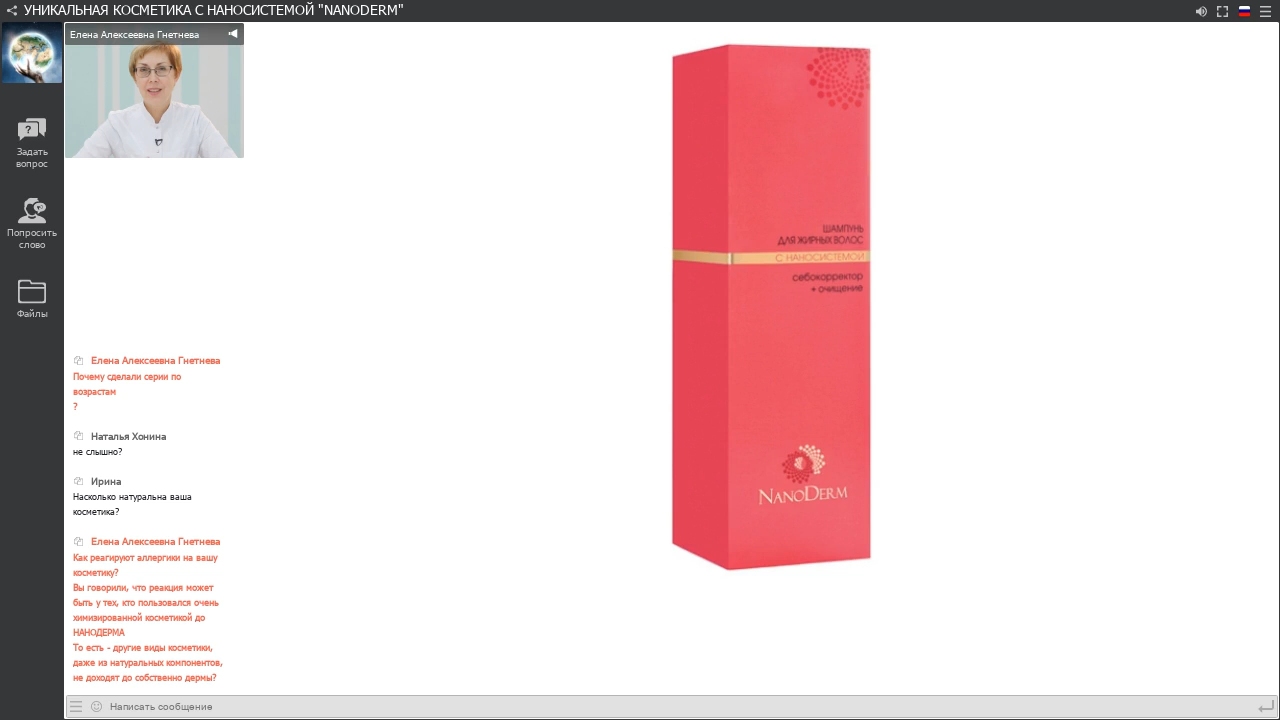 УНИКАЛЬНАЯ КОСМЕТИКА С НАНОСИСТЕМОЙ "NANODERM"
Елена Алексеевна Гнетнева
Задать
вопрос
Попросить
слово
Файлы
Елена Алексеевна Гнетнева
Почему сделали серии по
возрастам
?
Наталья Хонина
не слышно?
Ирина
Насколько натуральна ваша
косметика?
Елена Алексеевна Гнетнева
Как реагируют аллергики на вашу
косметику?
Вы говорили, что реакция может
быть у тех, кто пользовался очень
химизированной косметикой до
НАНОДЕРМА
То есть - другие виды косметики,
даже из натуральных компонентов,
не доходят до собственно дермы?
Написать сообщение
ШАМПУНЬ
ДЛЯ ЖИРНЫХ ВОЛОС
С НАНОСИСТЕМОЙ
себокорректор
+ очищение
NANODERM